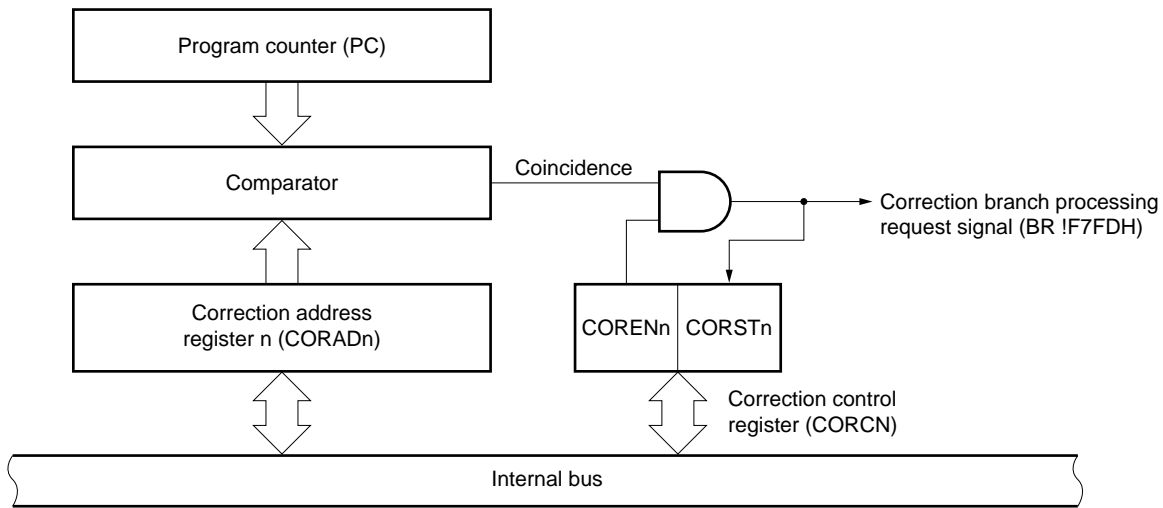 Program counter (PC)
Comparator
Coincidence
Correction branch processing
request signal (BR !F7FDH)
Correction address
register n (CORADn)
CORENn
CORSTn
Correction control
register (CORCN)
Internal bus